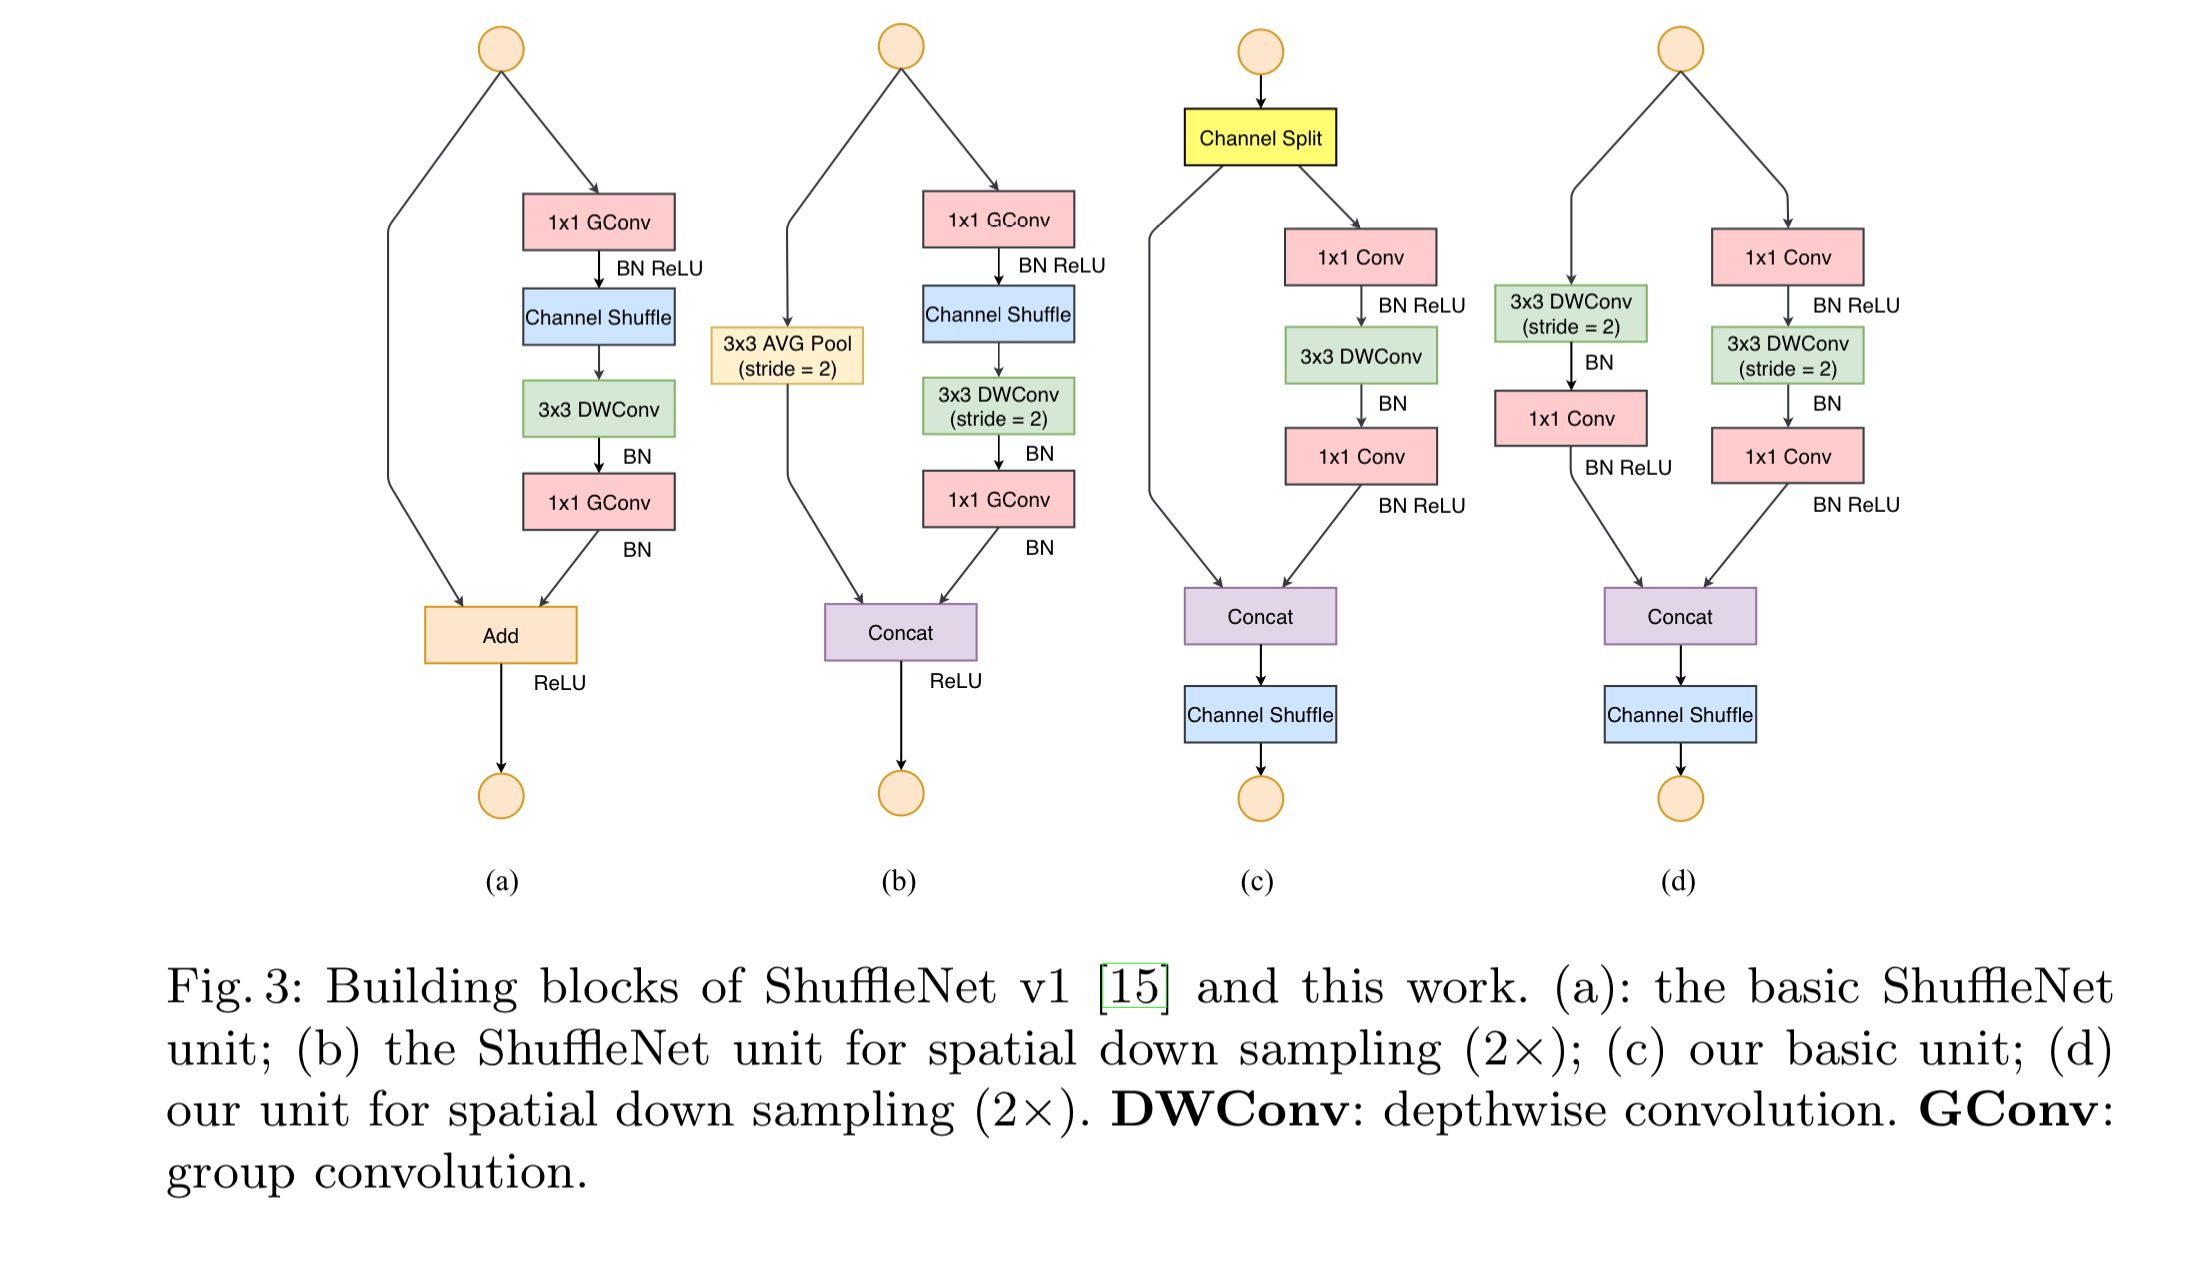 1x1 GConv
BN ReLU
Channel Shuffle
3x3 DWConv
BN
1x1 GConv
BN
Add
ReLU
(a)
3x3 AVG Pool
(stride = 2)
1x1 GConv
BN ReLU
Channel Shuffle
3x3 DWConv
(stride = 2)
BN
1x1 GConv
BN
Concat
ReLU
(b)
Channel Split
1x1 Conv
BN ReLU
3x3 DWConv
BN
1x1 Conv
BN ReLU
Concat
Channel Shuffle
(c)
3x3 DWConv
(stride = 2)
BN
1x1 Conv
BN ReLU
1x1 Conv
BN ReLU
3x3 DWConv
(stride = 2)
BN
1x1 Conv
BN ReLU
Concat
Channel Shuffle
(d)
Fig. 3: Building blocks of ShuffleNet v1 [15] and this work. (a): the basic ShuffleNet
unit; (b) the ShuffleNet unit for spatial down sampling (2×); (c) our basic unit; (d)
our unit for spatial down sampling (2×). DWConv: depthwise convolution. GConv:
group convolution.